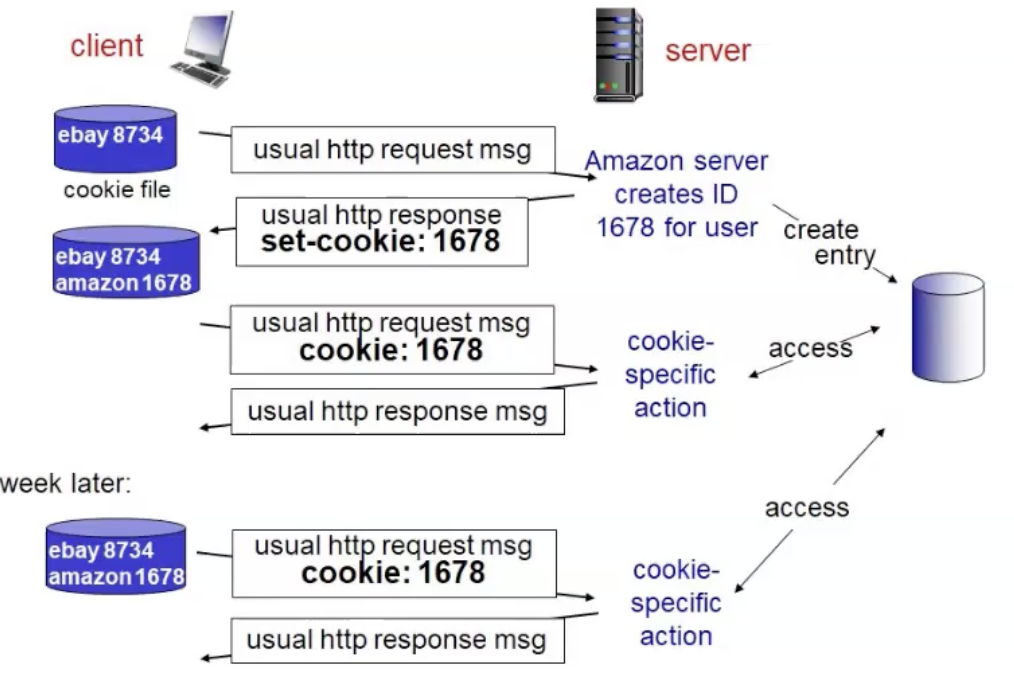 client
server
ebay 8734
cookie file
usual http request msg
Amazon server
creates ID
1678 for user
create
entry
usual http response
set-cookie: 1678
ebay 8734
amazon 1678
usual http request msg
cookie: 1678
cookie-
specific
action
access
usual http response msg
week later:
ebay 8734
amazon 1678
usual http request msg
cookie: 1678
cookie-
specific
action
access
usual http response msg